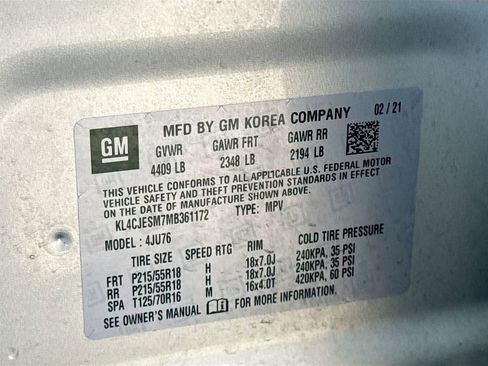 GM
MFD BY GM KOREA COMPANY 02 / 21
GVWR GAWR FRT GAWR RR
4409 LB 2348 LB 2194 LB
THIS VEHICLE CONFORMS TO ALL APPLICABLE U.S. FEDERAL MOTOR
VEHICLE SAFETY AND THEFT PREVENTION STANDARDS IN EFFECT
ON THE DATE OF MANUFACTURE SHOWN ABOVE.
KL4CJESM7MB361172 TYPE: MPV
MODEL: 4JU76
TIRE SIZE SPEED RTG RIM COLD TIRE PRESSURE
FRT P215/55R18 H 18x7.0J 240KPA, 35 PSI
RR P215/55R18 H 18x7.0J 240KPA, 35 PSI
SPA T125/70R16 M 16x4.0T 420KPA, 60 PSI
SEE OWNER'S MANUAL FOR MORE INFORMATION.